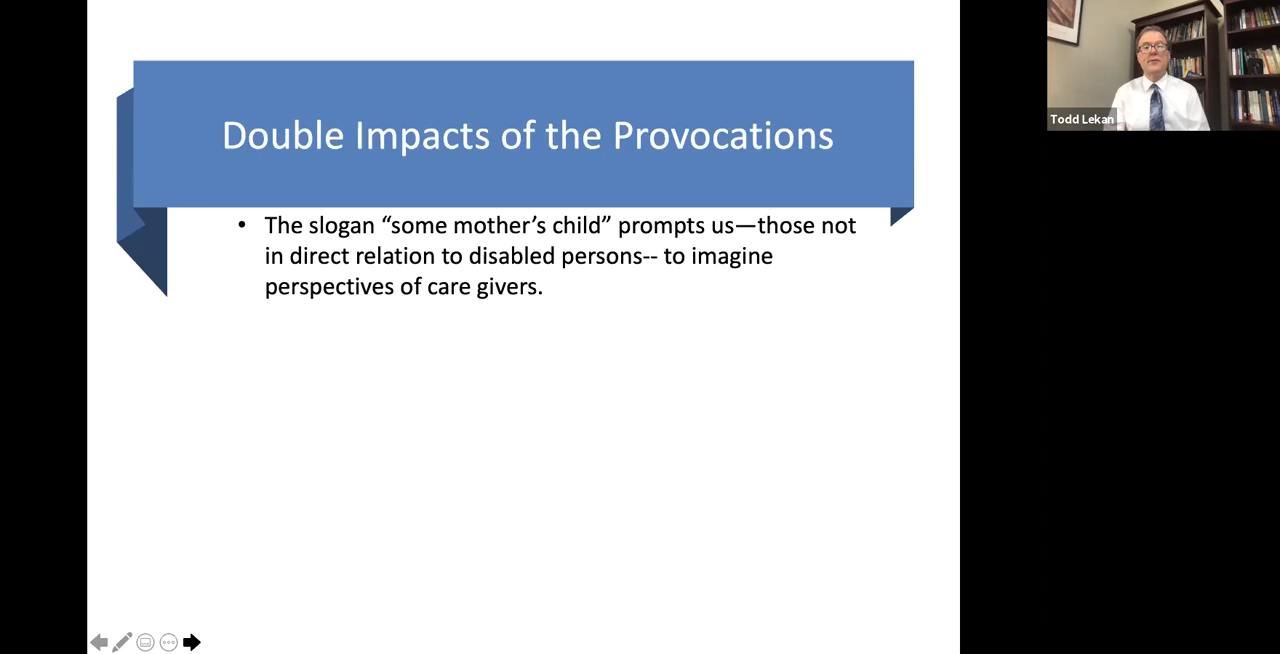 Double Impacts of the Provocations
• The slogan “some mother’s child” prompts us—those not
in direct relation to disabled persons-- to imagine
perspectives of care givers.
Todd Lekan